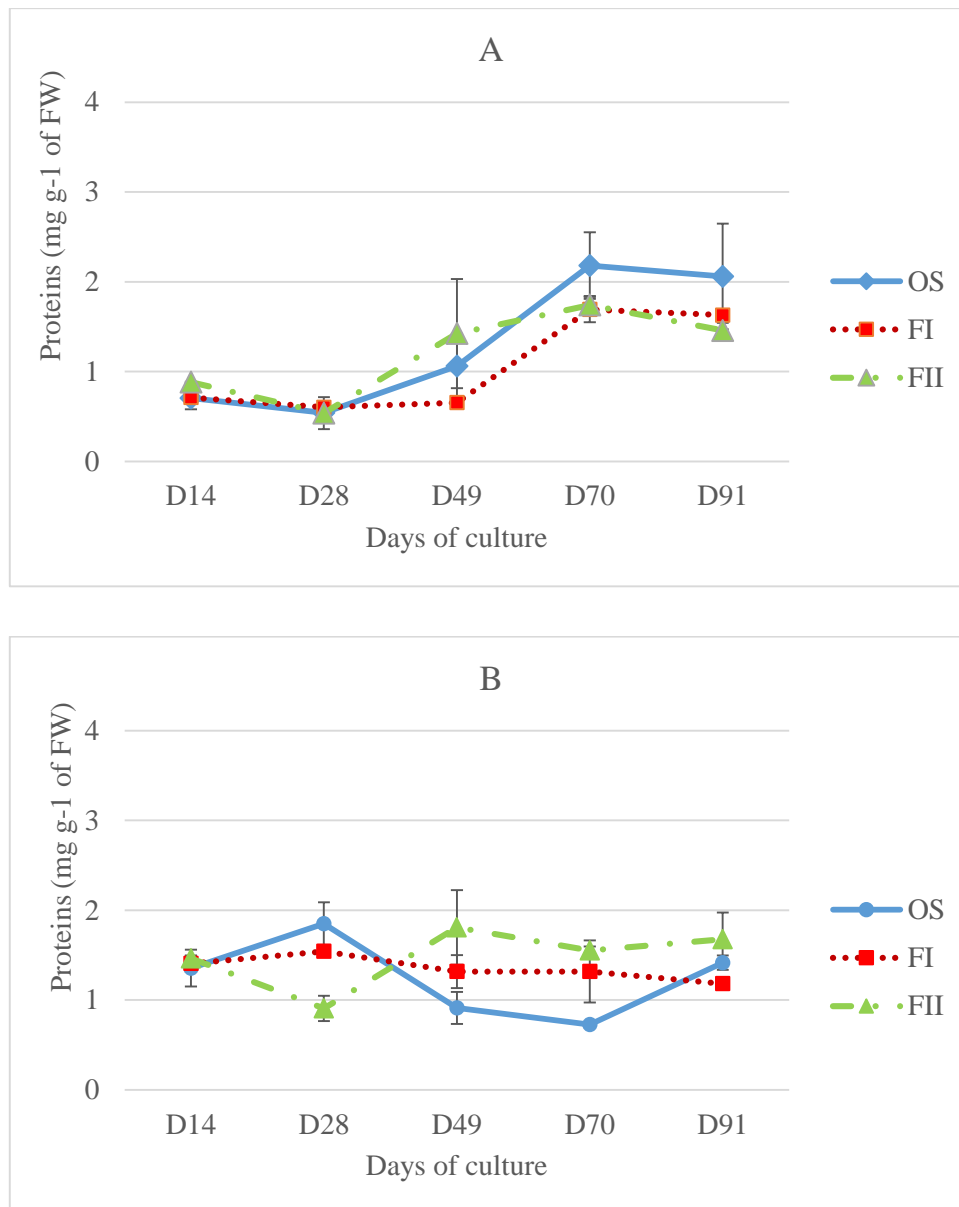 A
Proteins (mg g-1 of FW)
4
3
2
1
0
D14 D28 D49 D70 D91
Days of culture
OS
FI
FII
B
Proteins (mg g-1 of FW)
4
3
2
1
0
D14 D28 D49 D70 D91
Days of culture
OS
FI
FII